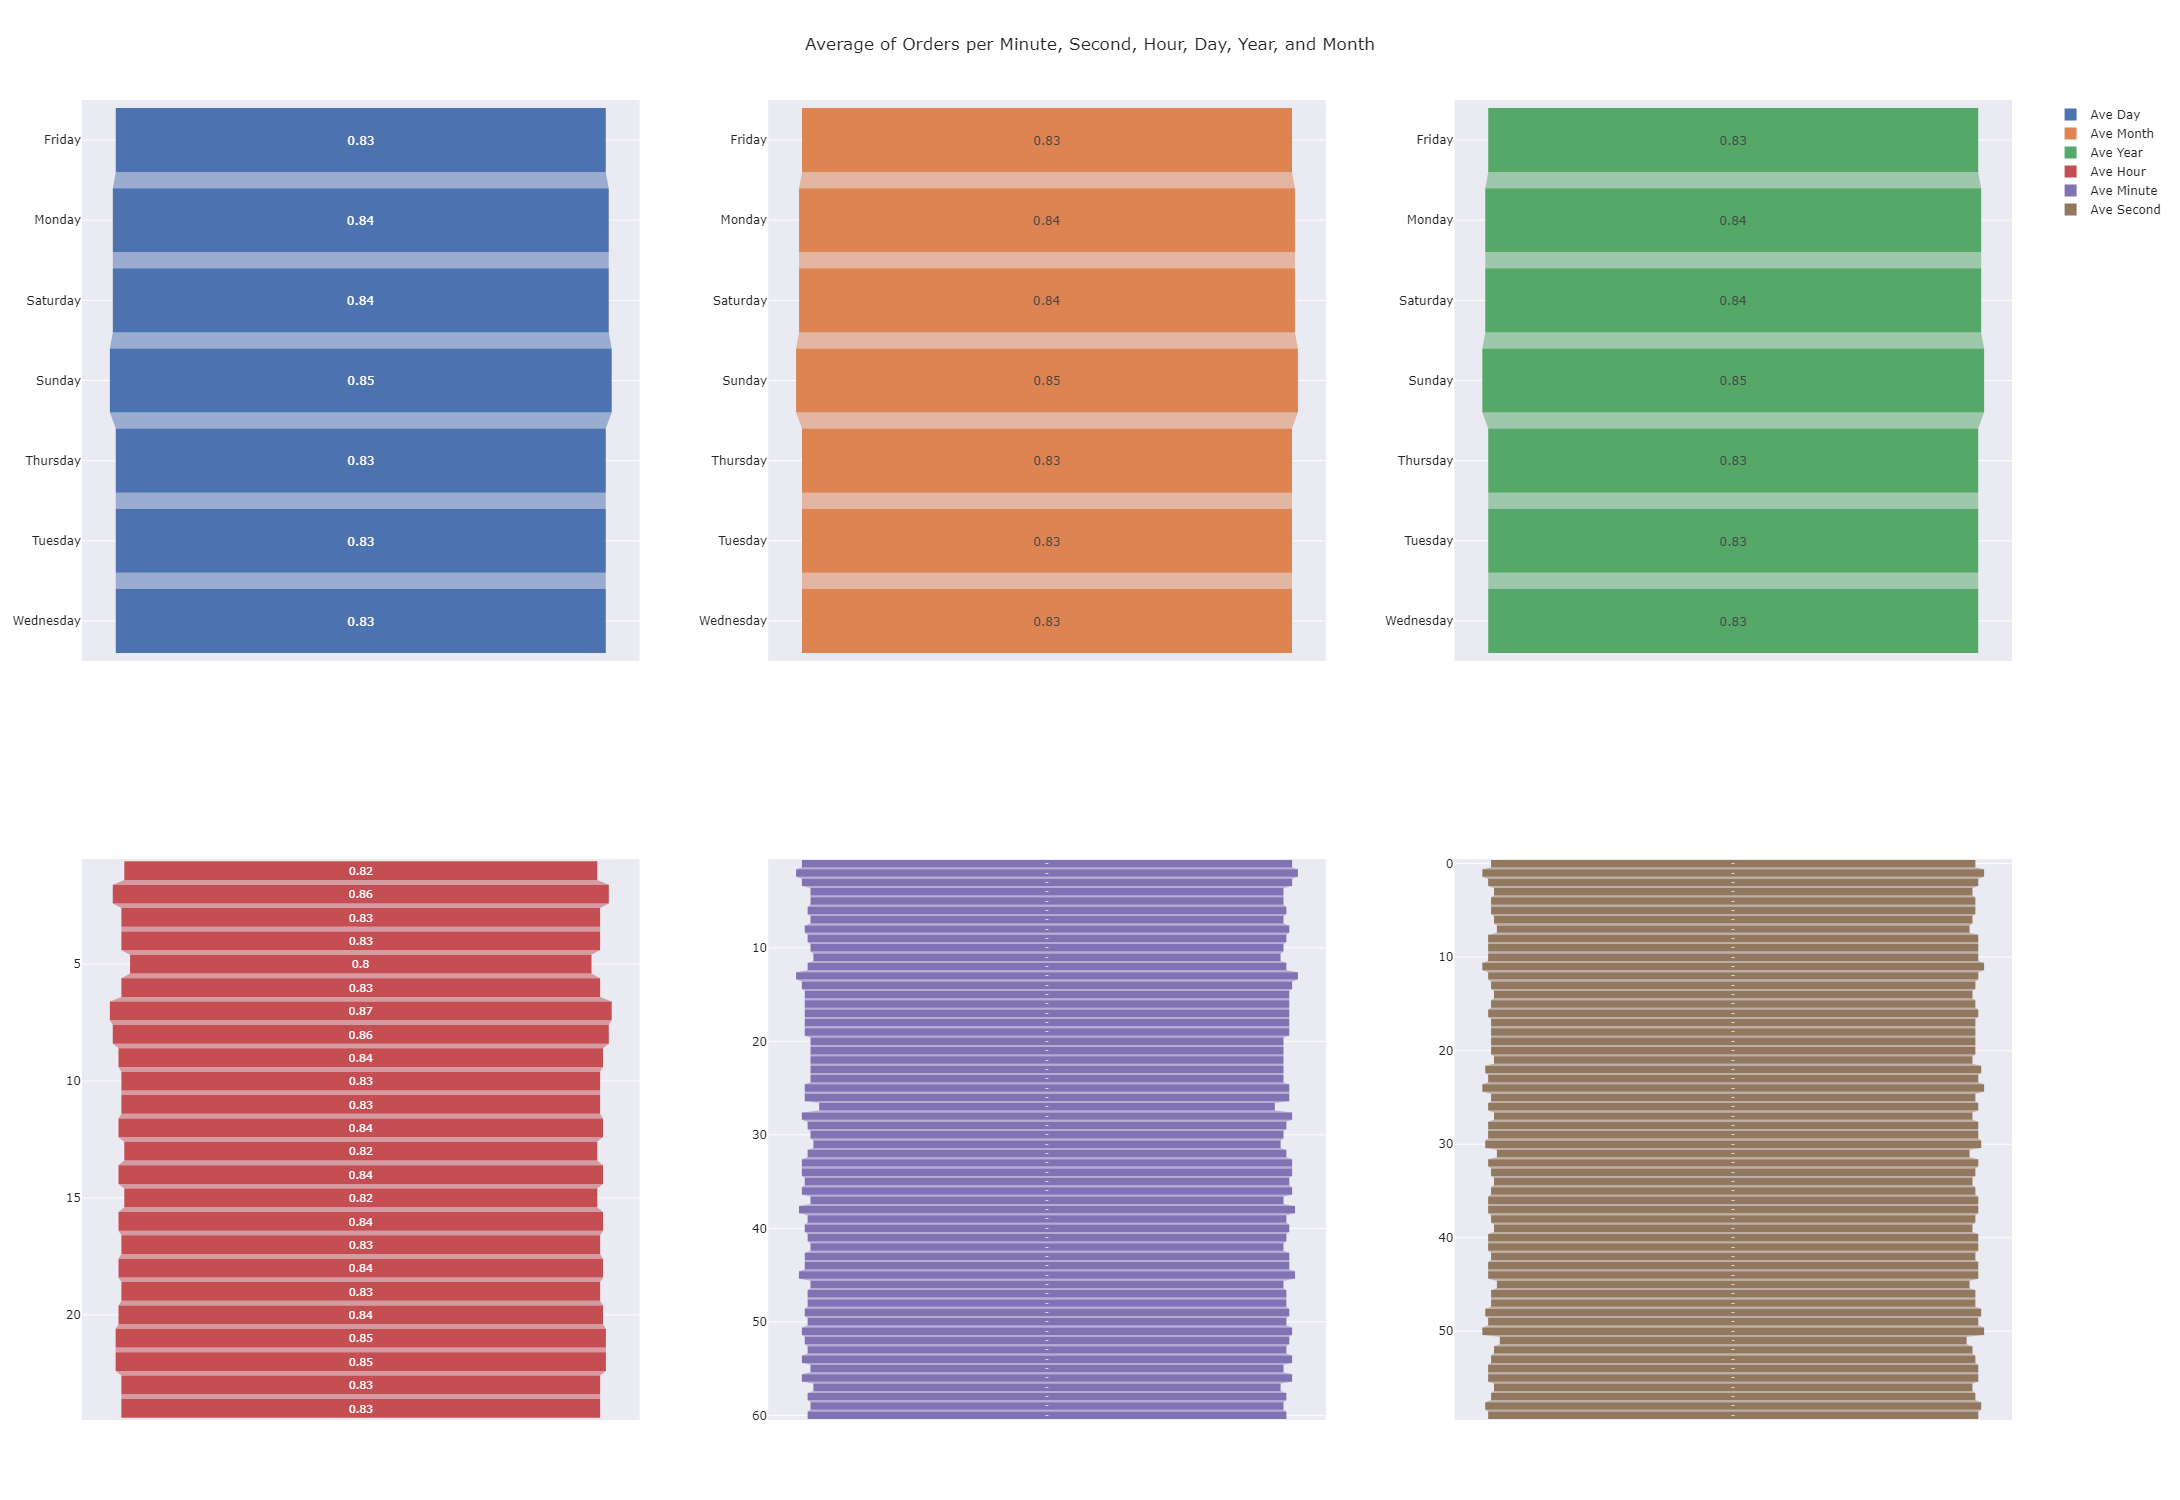 Average of Orders per Minute, Second, Hour, Day, Year, and Month
Friday 0.83
Monday 0.84
Saturday 0.84
Sunday 0.85
Thursday 0.83
Tuesday 0.83
Wednesday 0.83
Friday 0.83
Monday 0.84
Saturday 0.84
Sunday 0.85
Thursday 0.83
Tuesday 0.83
Wednesday 0.83
Friday 0.83
Monday 0.84
Saturday 0.84
Sunday 0.85
Thursday 0.83
Tuesday 0.83
Wednesday 0.83
Ave Day
Ave Month
Ave Year
Ave Hour
Ave Minute
Ave Second
0.82
0.86
0.83
0.83
5 0.8
0.83
0.87
0.86
0.84
10 0.83
0.83
0.84
0.82
0.84
15 0.82
0.84
0.83
0.84
0.83
20 0.84
0.85
0.85
0.83
0.83
10
20
30
40
50
60
0
10
20
30
40
50